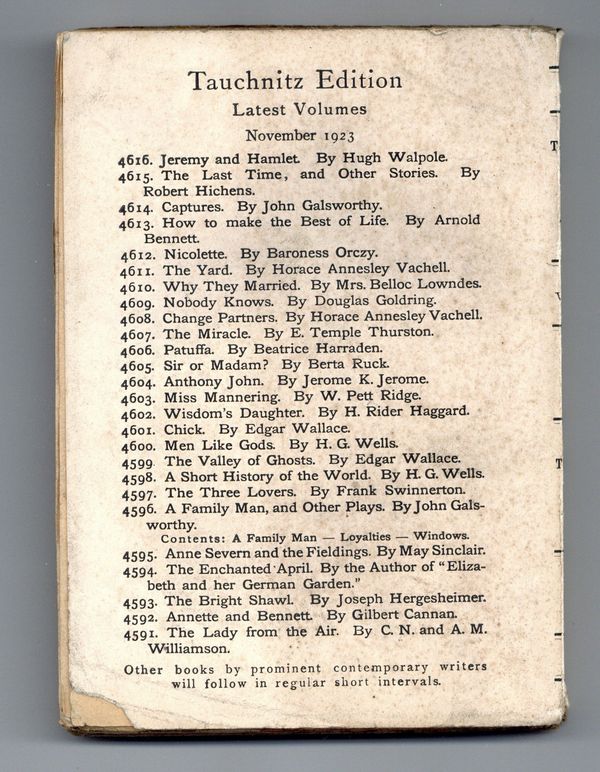 Tauchnitz Edition
Latest Volumes
November 1923
4616. Jeremy and Hamlet. By Hugh Walpole.
4615. The Last Time, and Other Stories. By
Robert Hichens.
4614. Captures. By John Galsworthy.
4613. How to make the Best of Life. By Arnold
Bennett.
4612. Nicolette. By Baroness Orczy.
4611. The Yard. By Horace Annesley Vachell.
4610. Why They Married. By Mrs. Belloc Lowndes.
4609. Nobody Knows. By Douglas Goldring.
4608. Change Partners. By Horace Annesley Vachell.
4607. The Miracle. By E. Temple Thurston.
4606. Patuffa. By Beatrice Harraden.
4605. Sir or Madam? By Berta Ruck.
4604. Anthony John. By Jerome K. Jerome.
4603. Miss Mannering. By W. Pett Ridge.
4602. Wisdom's Daughter. By H. Rider Haggard.
4601. Chick. By Edgar Wallace.
4600. Men Like Gods. By H. G. Wells.
4599. The Valley of Ghosts. By Edgar Wallace.
4598. A Short History of the World. By H. G. Wells.
4597. The Three Lovers. By Frank Swinnerton.
4596. A Family Man, and Other Plays. By John Gals-
worthy.
Contents: A Family Man — Loyalties — Windows.
4595. Anne Severn and the Fieldings. By May Sinclair.
4594. The Enchanted April. By the Author of "Eliza-
beth and her German Garden."
4593. The Bright Shawl. By Joseph Hergesheimer.
4592. Annette and Bennett. By Gilbert Cannan.
4591. The Lady from the Air. By C. N. and A. M.
Williamson.
Other books by prominent contemporary writers
will follow in regular short intervals.